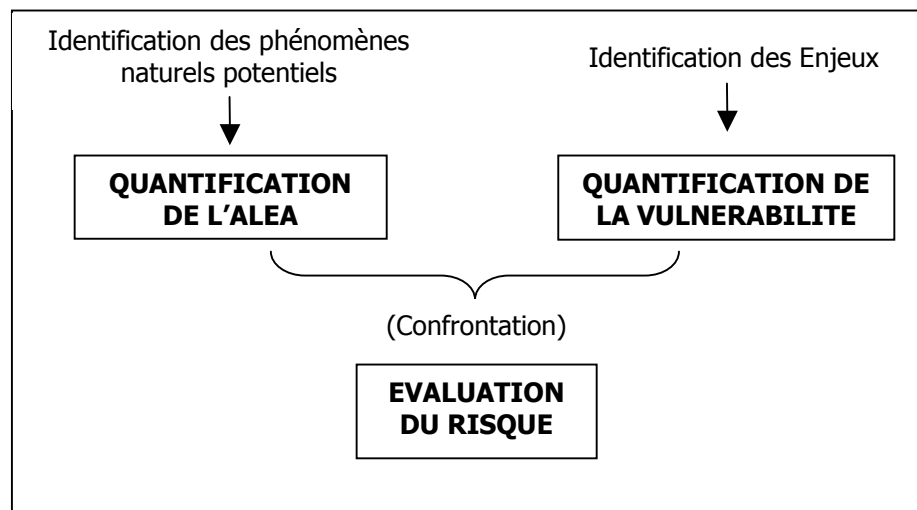 Identification des phénomènes
naturels potentiels
Identification des Enjeux
QUANTIFICATION
DE L'ALEA
QUANTIFICATION DE
LA VULNERABILITE
(Confrontation)
EVALUATION
DU RISQUE